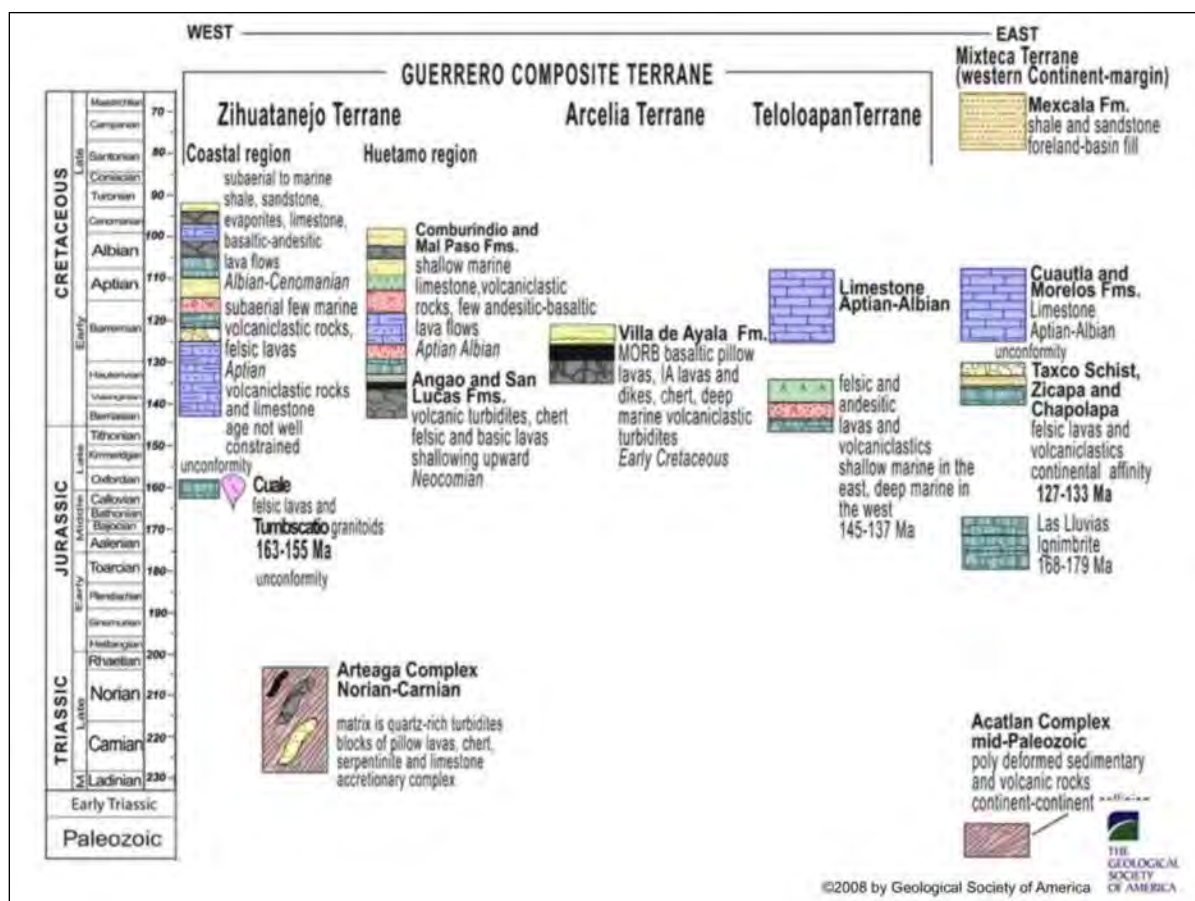 WEST
EAST
GUERRERO COMPOSITE TERRANE
Mixteca Terrane
(western Continent-margin)
Mexcala Fm.
shale and sandstone
foreland-basin fill
Zihuatanejo Terrane
Arcelia Terrane
TeloloapanTerrane
CRETACEOUS
Late
Early
Maastrichtian
Campanian
Santonian
Coniacian
Turonian
Cenomanian
Albian
Aptian
Barremian
Hauterivian
Valanginian
Berriasian
JURASSIC
Late
Middle
Early
Tithonian
Kimmeridgian
Oxfordian
Callovian
Bathonian
Bajocian
Aalenian
Toarcian
Pliensbachian
Sinemurian
Hettangian
TRIASSIC
Late
M
Rhaetian
Norian
Carnian
Ladinian
Early Triassic
Paleozoic
70
80
90
100
110
120
130
140
150
160
170
180
190
200
210
220
230
Coastal region
subaerial to marine
shale, sandstone,
evaporites, limestone,
basaltic-andesitic
lava flows
Albian-Cenomanian
subaerial few marine
volcaniclastic rocks,
felsic lavas
Aptian
volcaniclastic rocks
and limestone
age not well
constrained
unconformity
Cuale
felsic lavas and
Tumbscatio granitoids
163-155 Ma
unconformity
Arteaga Complex
Norian-Carnian
matrix is quartz-rich turbidites
blocks of pillow lavas, chert,
serpentinite and limestone
accretionary complex
Huetamo region
Comburindio and
Mal Paso Fms.
shallow marine
limestone,volcaniclastic
rocks, few andesitic-basaltic
lava flows
Aptian Albian
Angao and San
Lucas Fms.
volcanic turbidites, chert
felsic and basic lavas
shallowing upward
Neocomian
Villa de Ayala Fm.
MORB basaltic pillow
lavas, IA lavas and
dikes, chert, deep
marine volcaniclastic
turbidites
Early Cretaceous
Limestone
Aptian-Albian
felsic and
andesitic
lavas and
volcaniclastics
shallow marine in the
east, deep marine in
the west
145-137 Ma
Cuautla and
Morelos Fms.
Limestone
Aptian-Albian
unconformity
Taxco Schist,
Zicapa and
Chapolapa
felsic lavas and
volcaniclastics
continental affinity
127-133 Ma
Las Lluvias
Ignimbrite
168-179 Ma
Acatlan Complex
mid-Paleozoic
poly deformed sedimentary
and volcanic rocks
continent-continent
THE
GEOLOGICAL
SOCIETY
OF AMERICA
©2008 by Geological Society of America